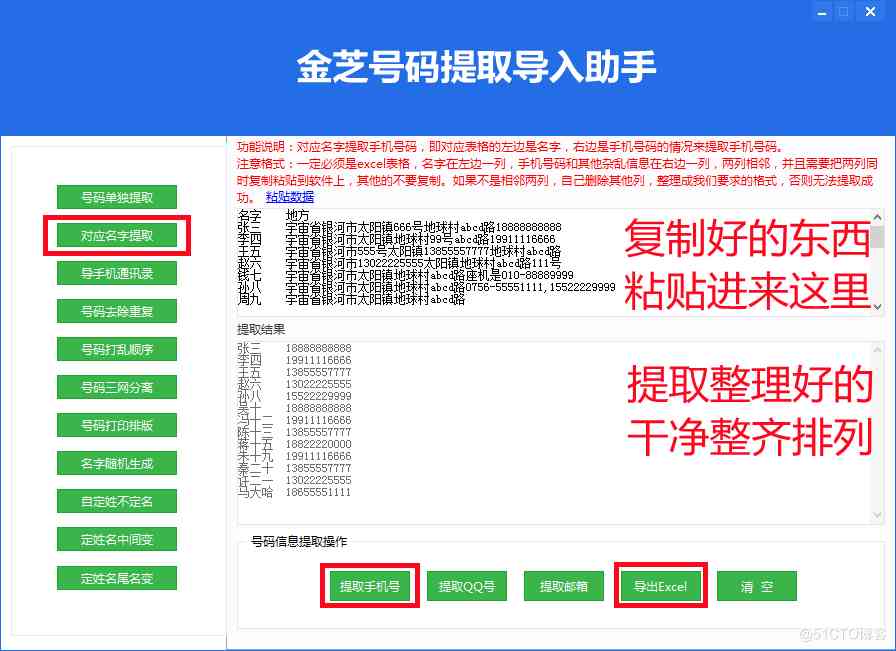 金芝号码提取导入助手
号码单独提取
对应名字提取
导手机通讯录
号码去除重复
号码打乱顺序
号码三网分离
号码打印排版
名字随机生成
自定姓不定名
定姓名中间变
定姓名尾名变
功能说明：对应名字提取手机号码，即对应表格的左边是名字，右边是手机号码的情况来提取手机号码。
注意格式：一定必须是excel表格，名字在左边一列，手机号码和其他杂乱信息在右边一列，两列相邻，并且需要把两列同
时复制粘贴到软件上，其他的不要复制。如果不是相邻两列，自己删除其他列，整理成我们要求的格式，否则无法提取成
功。 粘贴数据
名字 地方
张三 宇宙省银河市太阳镇666号地球村abcd路18888888888
李四 宇宙省银河市太阳镇地球村99号abcd路19911116666
王五 宇宙省银河市555号太阳镇13855557777地球村abcd路
赵六 宇宙省银河市13022225555太阳镇地球村abcd路111号
钱七 宇宙省银河市太阳镇地球村abcd路座机是010-88889999
孙八 宇宙省银河市太阳镇地球村abcd路0756-55551111,15522229999
周九 宇宙省银河市太阳镇地球村abcd路
复制好的东西
粘贴进来这里
提取结果
张三 18888888888
李四 19911116666
王五 13855557777
赵六 13022225555
孙八 15522229999
吴十 18888888888
冯十二 19911116666
陈十三 13855557777
蒋十五 18822220000
朱十九 19911116666
秦二十 13855557777
许二一 13022225555
马大哈 18655551111
提取整理好的
干净整齐排列
号码信息提取操作
提取手机号
提取QQ号
提取邮箱
导出Excel
清 空
@51CTO博客